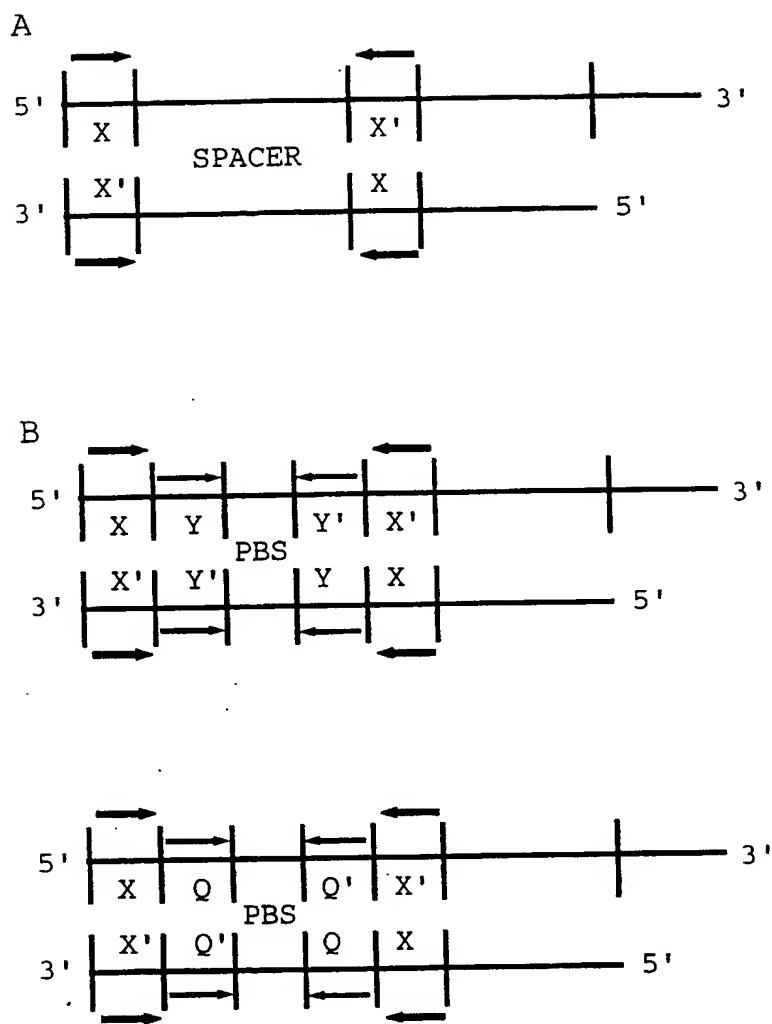 A
5' 3'
X X'
SPACER
X' X
3' 5'
B
5' 3'
X Y Y' X'
PBS
X' Y' Y X
3' 5'
5' 3'
X Q Q' X'
PBS
X' Q' Q X
3' 5'